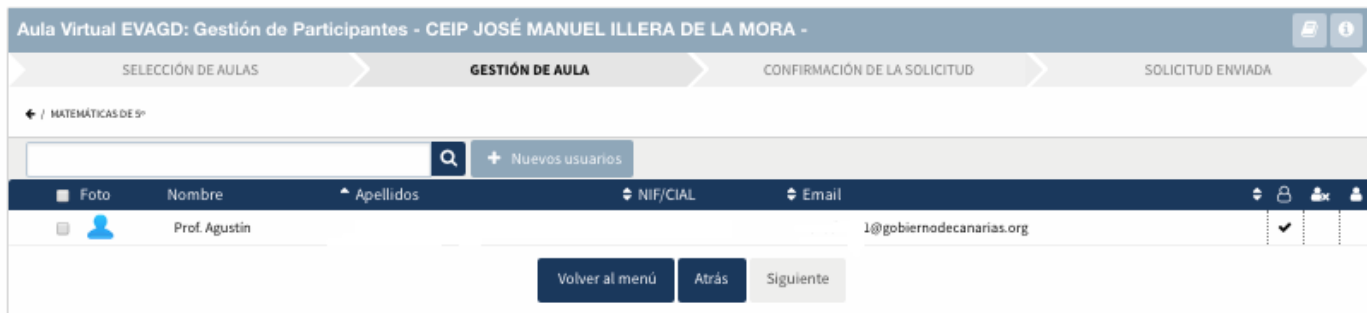 Aula Virtual EVAGD: Gestión de Participantes - CEIP JOSÉ MANUEL ILLERA DE LA MORA -
SELECCIÓN DE AULAS GESTIÓN DE AULA CONFIRMACIÓN DE LA SOLICITUD SOLICITUD ENVIADA
/ MATEMÁTICAS DE 5º
+ Nuevos usuarios
Foto Nombre Apellidos NIF/CIAL Email
Prof. Agustín 1@gobiernodecanarias.org
Volver al menú Atrás Siguiente